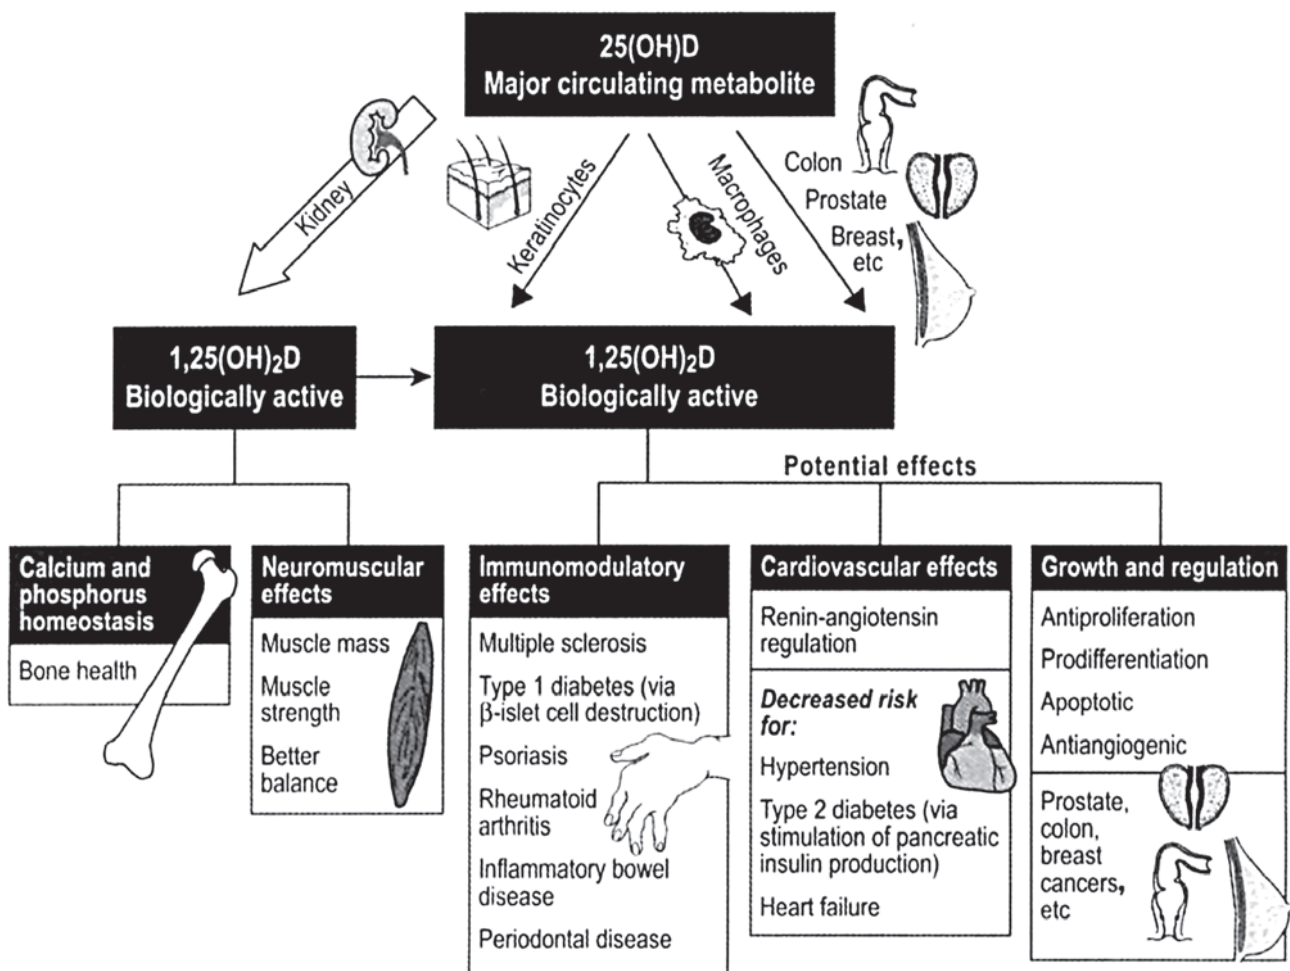 25(OH)D
Major circulating metabolite
Kidney
Keratinocytes
Macrophages
Colon
Prostate
Breast,
etc
1,25(OH)₂D
Biologically active
1,25(OH)₂D
Biologically active
Potential effects
Calcium and
phosphorus
homeostasis
Bone health
Neuromuscular
effects
Muscle mass
Muscle
strength
Better
balance
Immunomodulatory
effects
Multiple sclerosis
Type 1 diabetes (via
β-islet cell destruction)
Psoriasis
Rheumatoid
arthritis
Inflammatory bowel
disease
Periodontal disease
Cardiovascular effects
Renin-angiotensin
regulation
Decreased risk
for:
Hypertension
Type 2 diabetes (via
stimulation of pancreatic
insulin production)
Heart failure
Growth and regulation
Antiproliferation
Prodifferentiation
Apoptotic
Antiangiogenic
Prostate,
colon,
breast
cancers,
etc